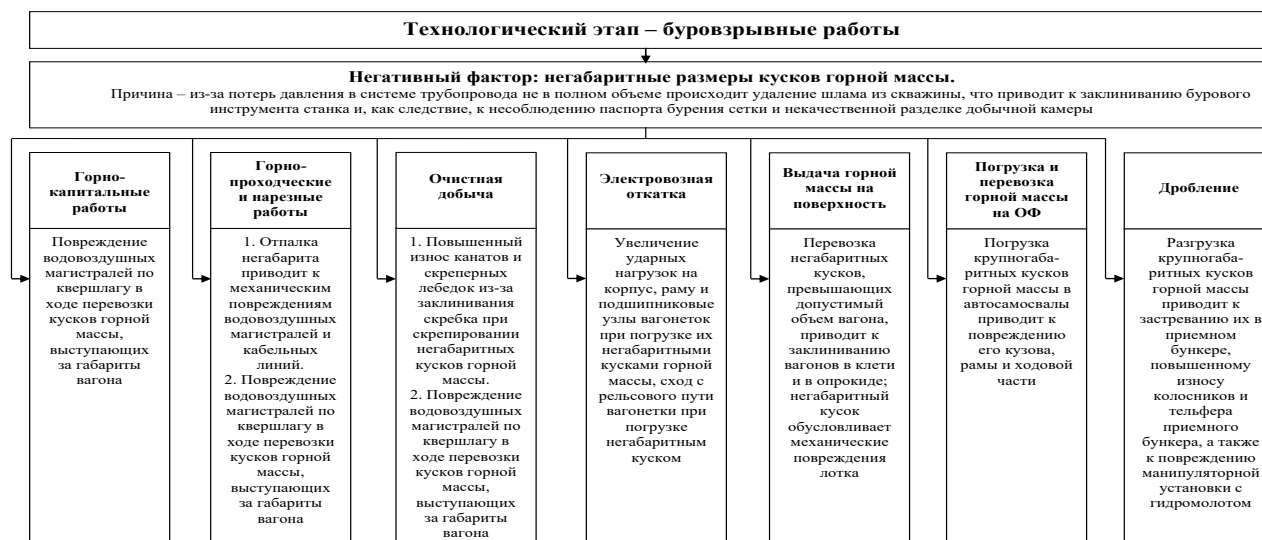 Технологический этап – буровзрывные работы
Негативный фактор: негабаритные размеры кусков горной массы.
Причина – из-за потерь давления в системе трубопровода не в полном объеме происходит удаление шлама из скважины, что приводит к заклиниванию бурового
инструмента станка и, как следствие, к несоблюдению паспорта бурения сетки и некачественной разделке добычной камеры
Горно-
капитальные
работы
Повреждение
водовоздушных
магистралей по
квершлагу в
ходе перевозки
кусков горной
массы,
выступающих
за габариты
вагона
Горно-
проходческие
и нарезные
работы
1. Отпалка
негабарита
приводит к
механическим
повреждениям
водовоздушных
магистралей и
кабельных
линий.
2. Повреждение
водовоздушных
магистралей по
квершлагу в
ходе перевозки
кусков горной
массы,
выступающих
за габариты
вагона
Очистная
добыча
1. Повышенный
износ канатов и
скреперных
лебедок из-за
заклинивания
скребка при
скрепировании
негабаритных
кусков горной
массы.
2. Повреждение
водовоздушных
магистралей по
квершлагу в
ходе перевозки
кусков горной
массы,
выступающих
за габариты
вагона
Электровозная
откатка
Увеличение
ударных
нагрузок на
корпус, раму и
подшипниковые
узлы вагонеток
при погрузке их
негабаритными
кусками горной
массы, сход с
рельсового пути
вагонетки при
погрузке
негабаритным
куском
Выдача горной
массы на
поверхность
Перевозка
негабаритных
кусков,
превышающих
допустимый
объем вагона,
приводит к
заклиниванию
вагонов в клети
и в опрокиде;
негабаритный
кусок
обусловливает
механические
повреждения
лотка
Погрузка и
перевозка
горной массы
на ОФ
Погрузка
крупногаба-
ритных кусков
горной массы в
автосамосвалы
приводит к
повреждению
его кузова,
рамы и ходовой
части
Дробление
Разгрузка
крупногаба-
ритных кусков
горной массы
приводит к
застреванию их в
приемном
бункере,
повышенному
износу
колосников и
тельфера
приемного
бункера, а также
к повреждению
манипуляторной
установки с
гидромолотом